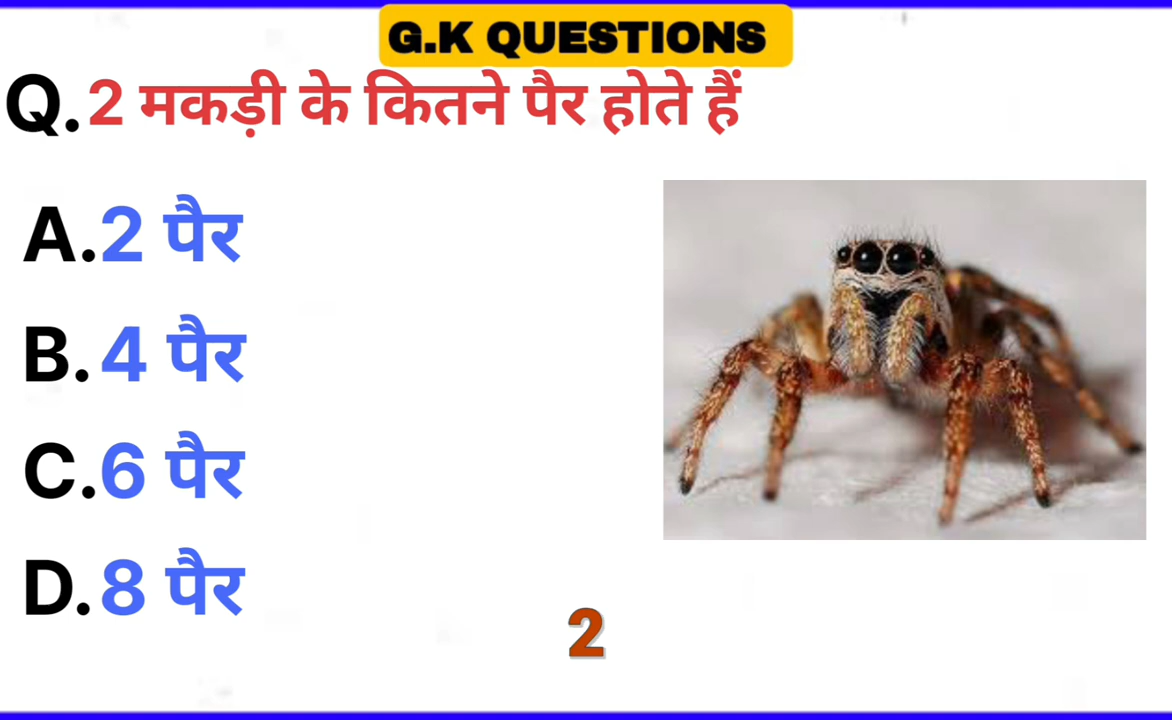 G.K QUESTIONS
Q.2 मकड़ी के कितने पैर होते हैं
A.2 पैर
B.4 पैर
C.6 पैर
D.8 पैर
2